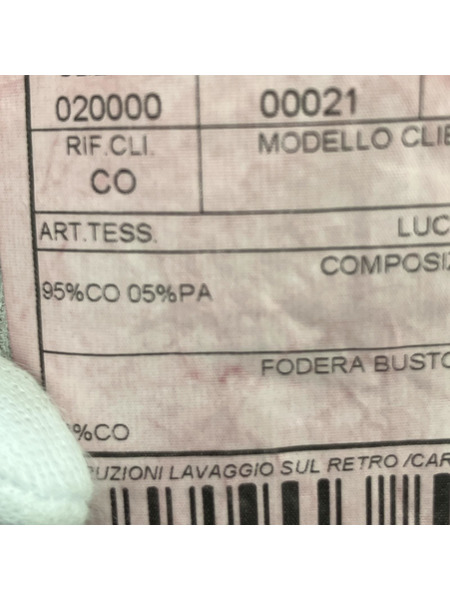 020000 00021
RIF.CLI. MODELLO CLIE
CO
ART.TESS. LUC
COMPOSIZ
95%CO 05%PA
FODERA BUSTO
%CO
UZIONI LAVAGGIO SUL RETRO /CAR